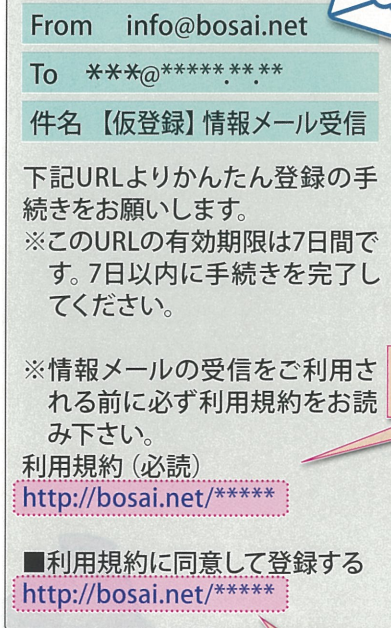 From info@bosai.net
To ***@*****.**.**
件名 【仮登録】情報メール受信
下記URLよりかんたん登録の手
続きをお願いします。
※このURLの有効期限は7日間で
す。7日以内に手続きを完了し
てください。
※情報メールの受信をご利用さ
れる前に必ず利用規約をお読
み下さい。
利用規約（必読）
http://bosai.net/*****
■利用規約に同意して登録する
http://bosai.net/*****